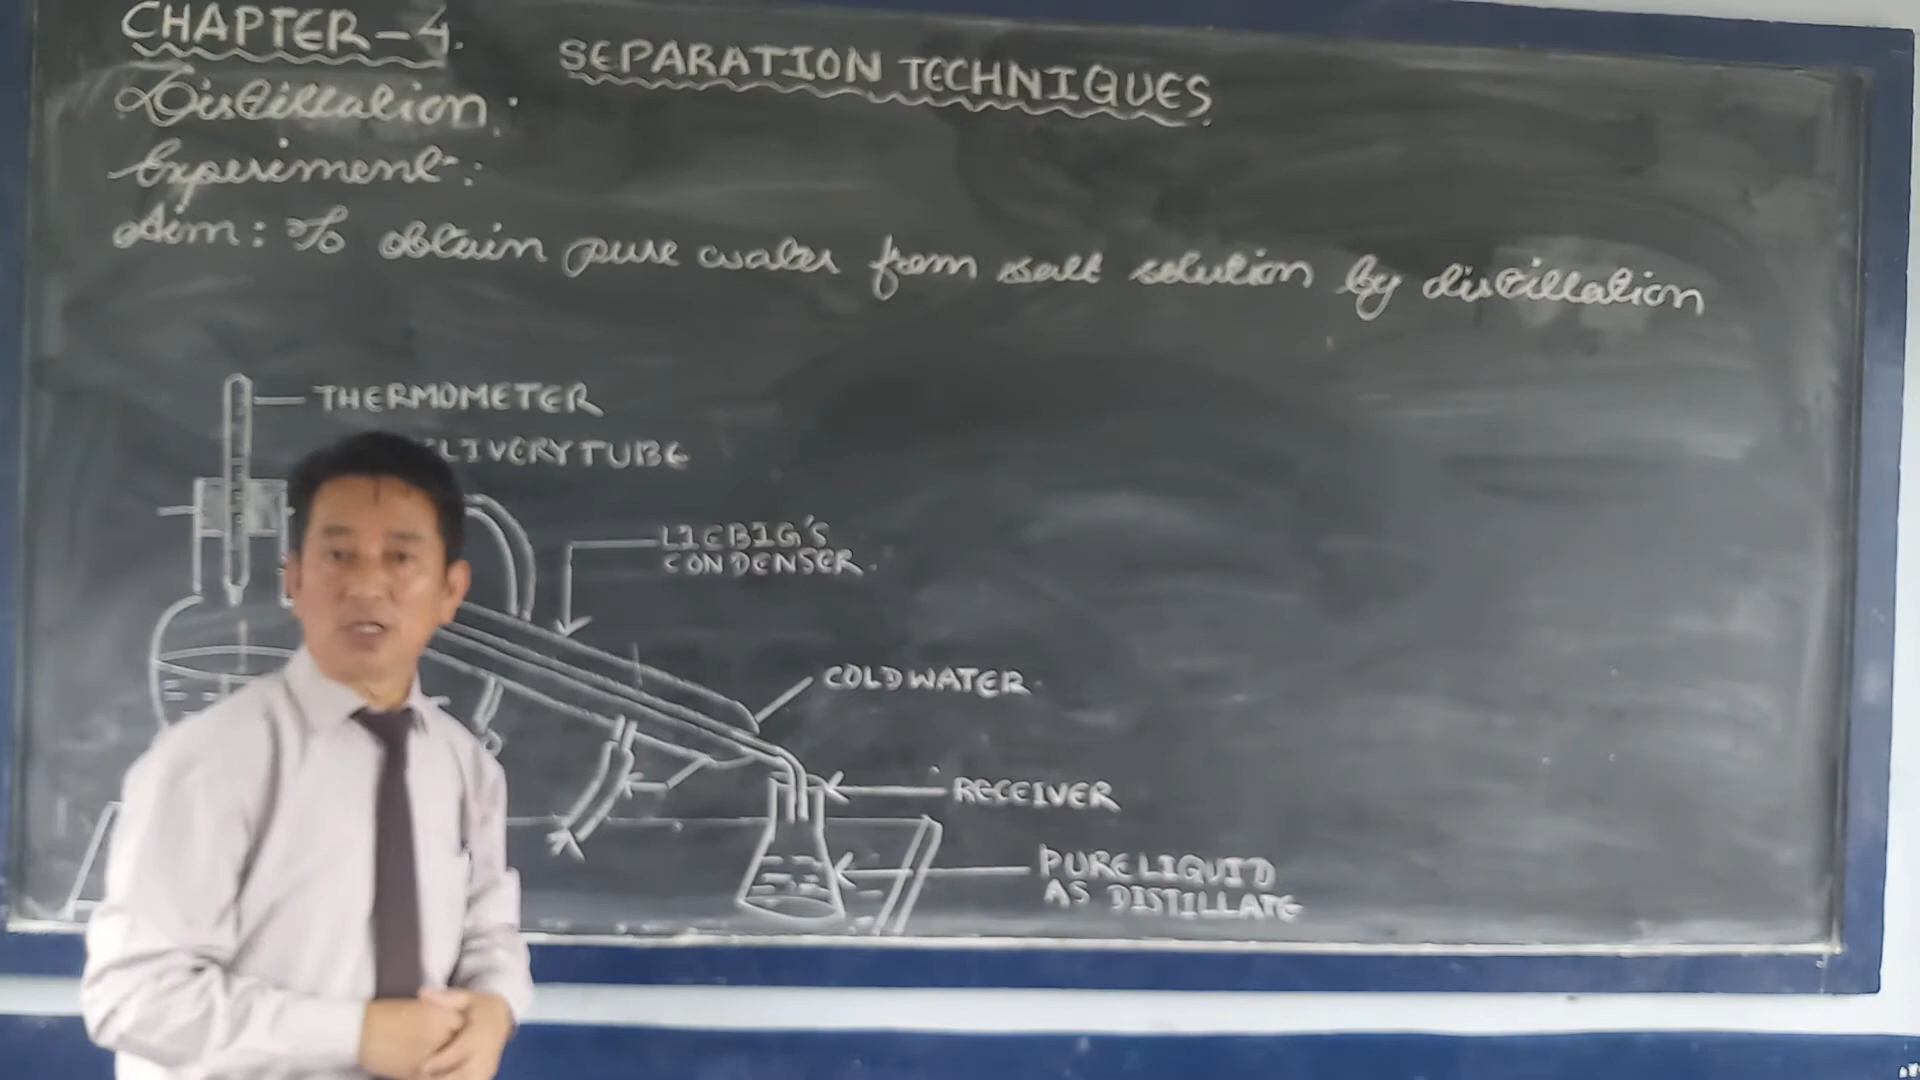 CHAPTER-4.
SEPARATION TECHNIQUES
Distillation:
Experiment:
Aim: To obtain pure water from salt solution by distillation
THERMOMETER
TUBE
LIEBIG'S
CONDENSER.
COLD WATER
RECEIVER
PURE LIQUID
AS DISTILLATE